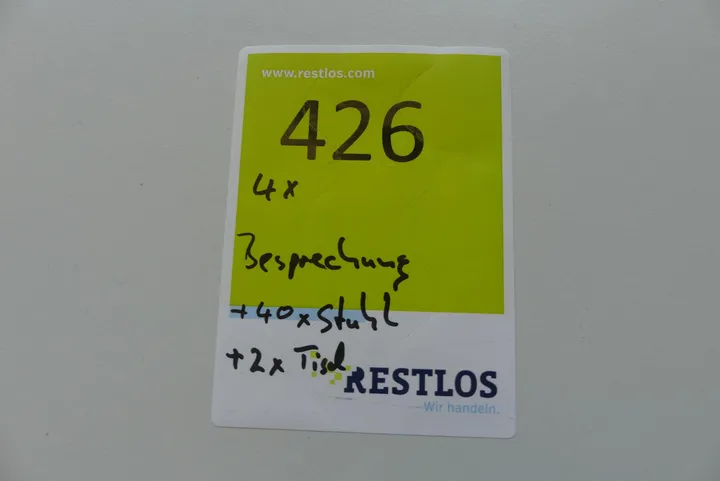 www.restlos.com
426
4x
Besprechung
+40x Stuhl
+2x Tisch
RESTLOS
Wir handeln.